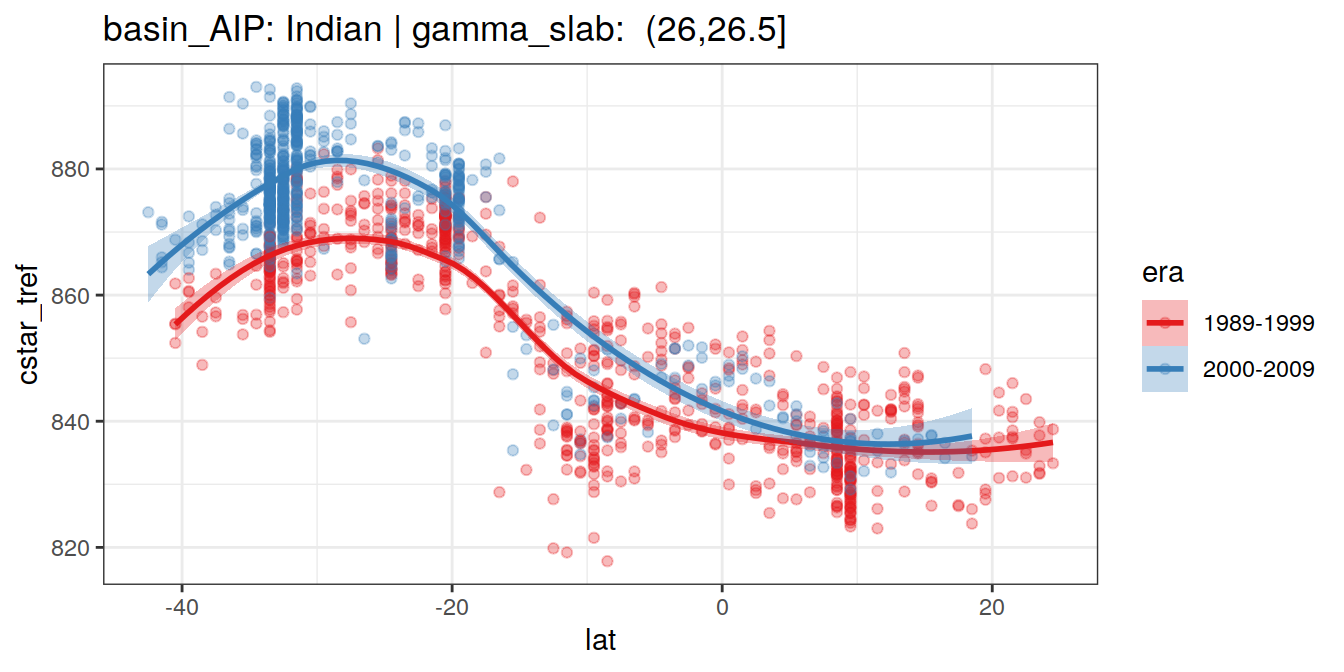 basin_AIP: Indian | gamma_slab:  (26,26.5]
cstar_tref
880
860
840
820
-40
-20
0
20
lat
era
1989-1999
2000-2009